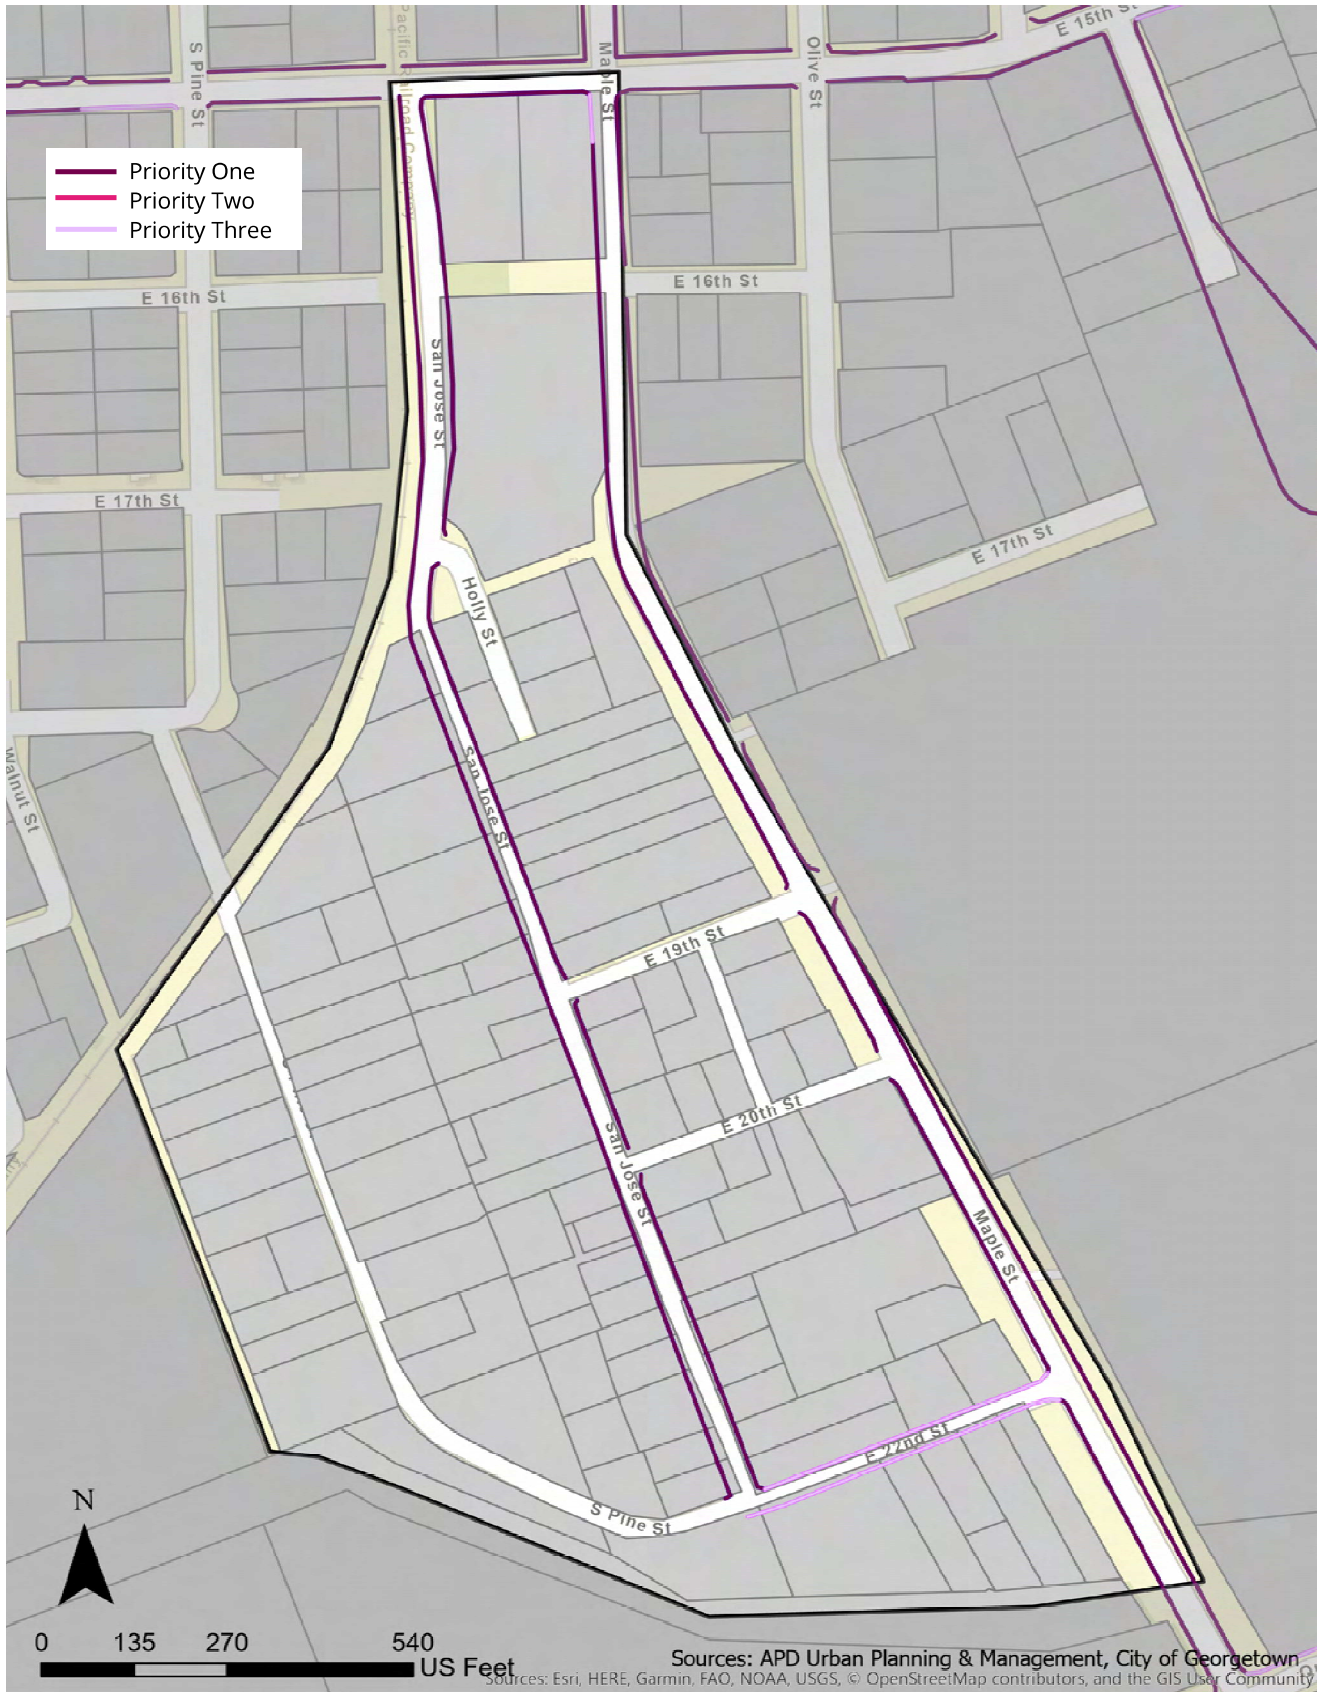 E 15th St
S Pine St
Pacific Railroad Company
Maple St
Olive St
Priority One
Priority Two
Priority Three
E 16th St
E 16th St
San Jose St
E 17th St
E 17th St
Holly St
San Jose St
Walnut St
E 19th St
E 20th St
San Jose St
Maple St
E 22nd St
S Pine St
N
0 135 270 540
US Feet
Sources: APD Urban Planning & Management, City of Georgetown
Sources: Esri, HERE, Garmin, FAO, NOAA, USGS, © OpenStreetMap contributors, and the GIS User Community